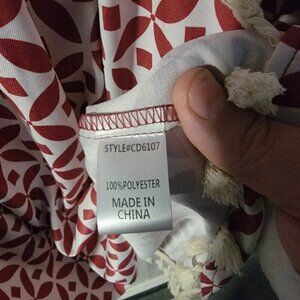 STYLE#CD6107
100%POLYESTER
MADE IN
CHINA